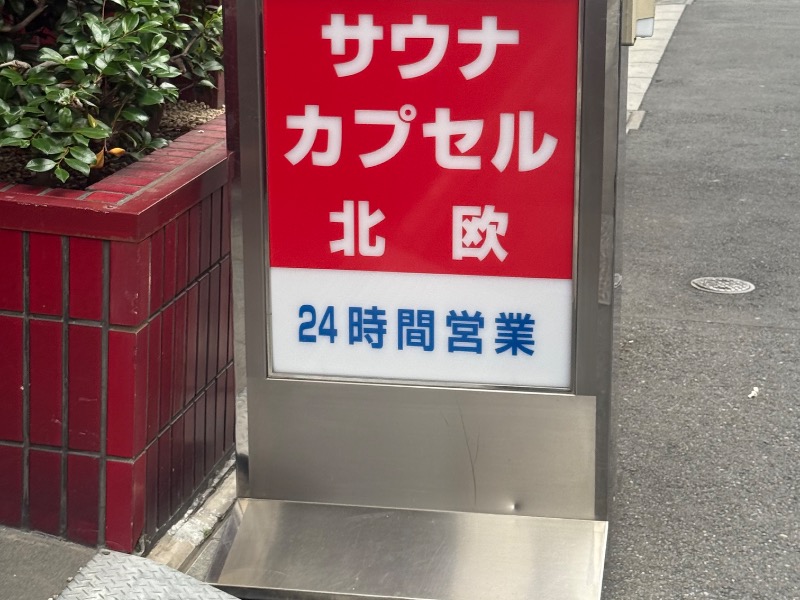 サウナ
カプセル
北欧
24時間営業